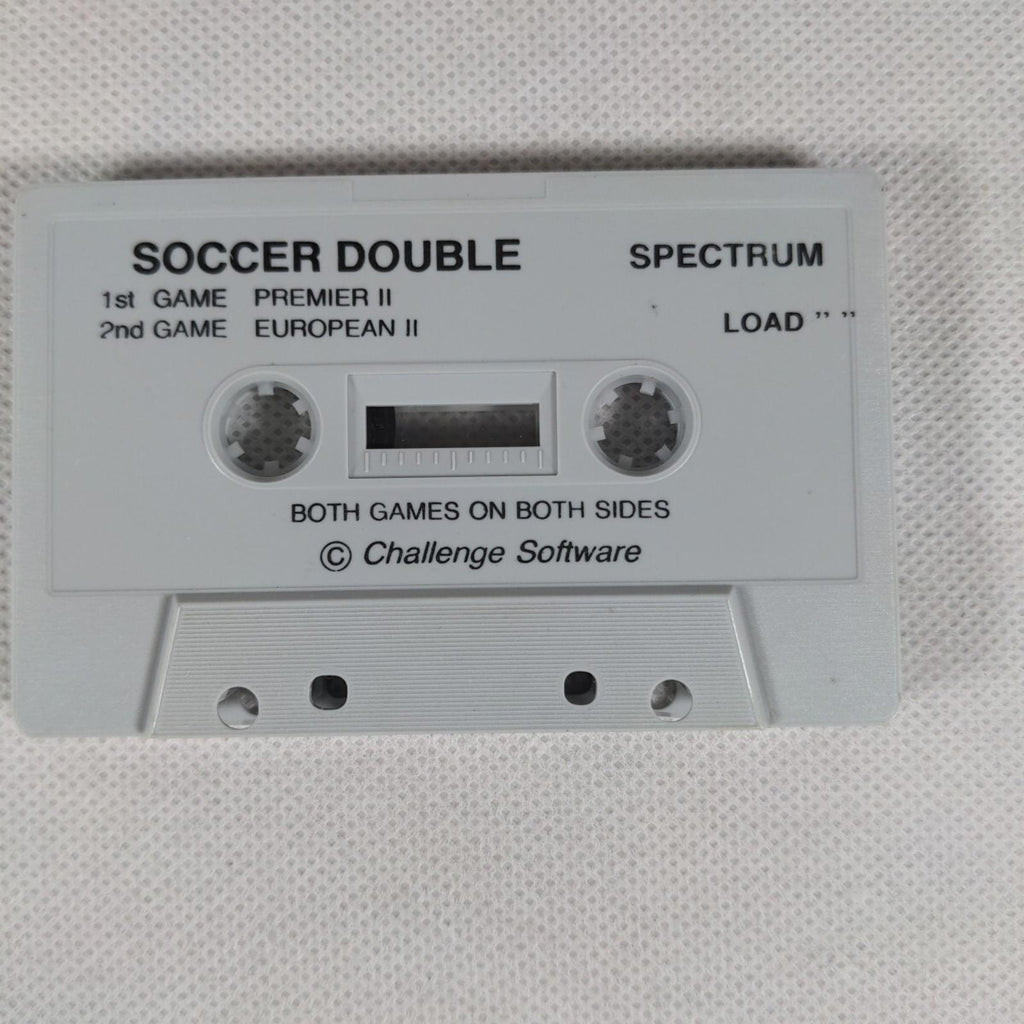 SOCCER DOUBLE SPECTRUM
1st GAME PREMIER II
2nd GAME EUROPEAN II LOAD ” ”
BOTH GAMES ON BOTH SIDES
© Challenge Software